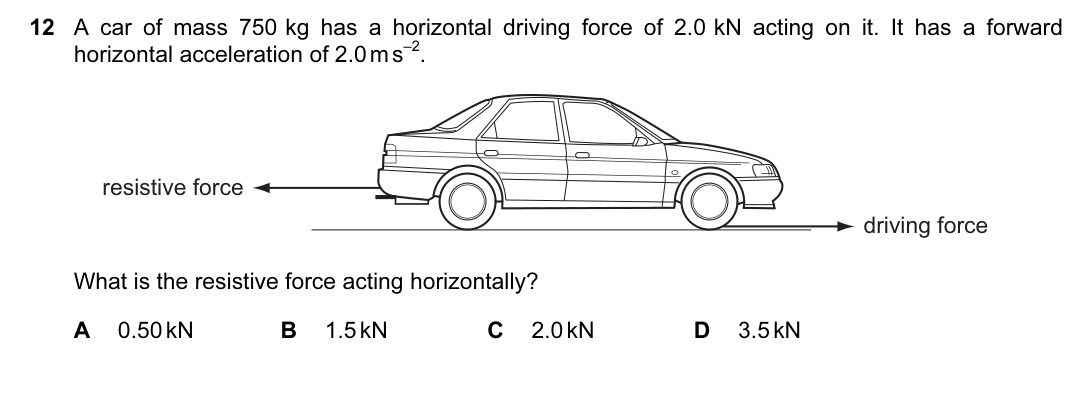 12 A car of mass 750 kg has a horizontal driving force of 2.0 kN acting on it. It has a forward
horizontal acceleration of 2.0 m s⁻².
resistive force
driving force
What is the resistive force acting horizontally?
A 0.50 kN B 1.5 kN C 2.0 kN D 3.5 kN